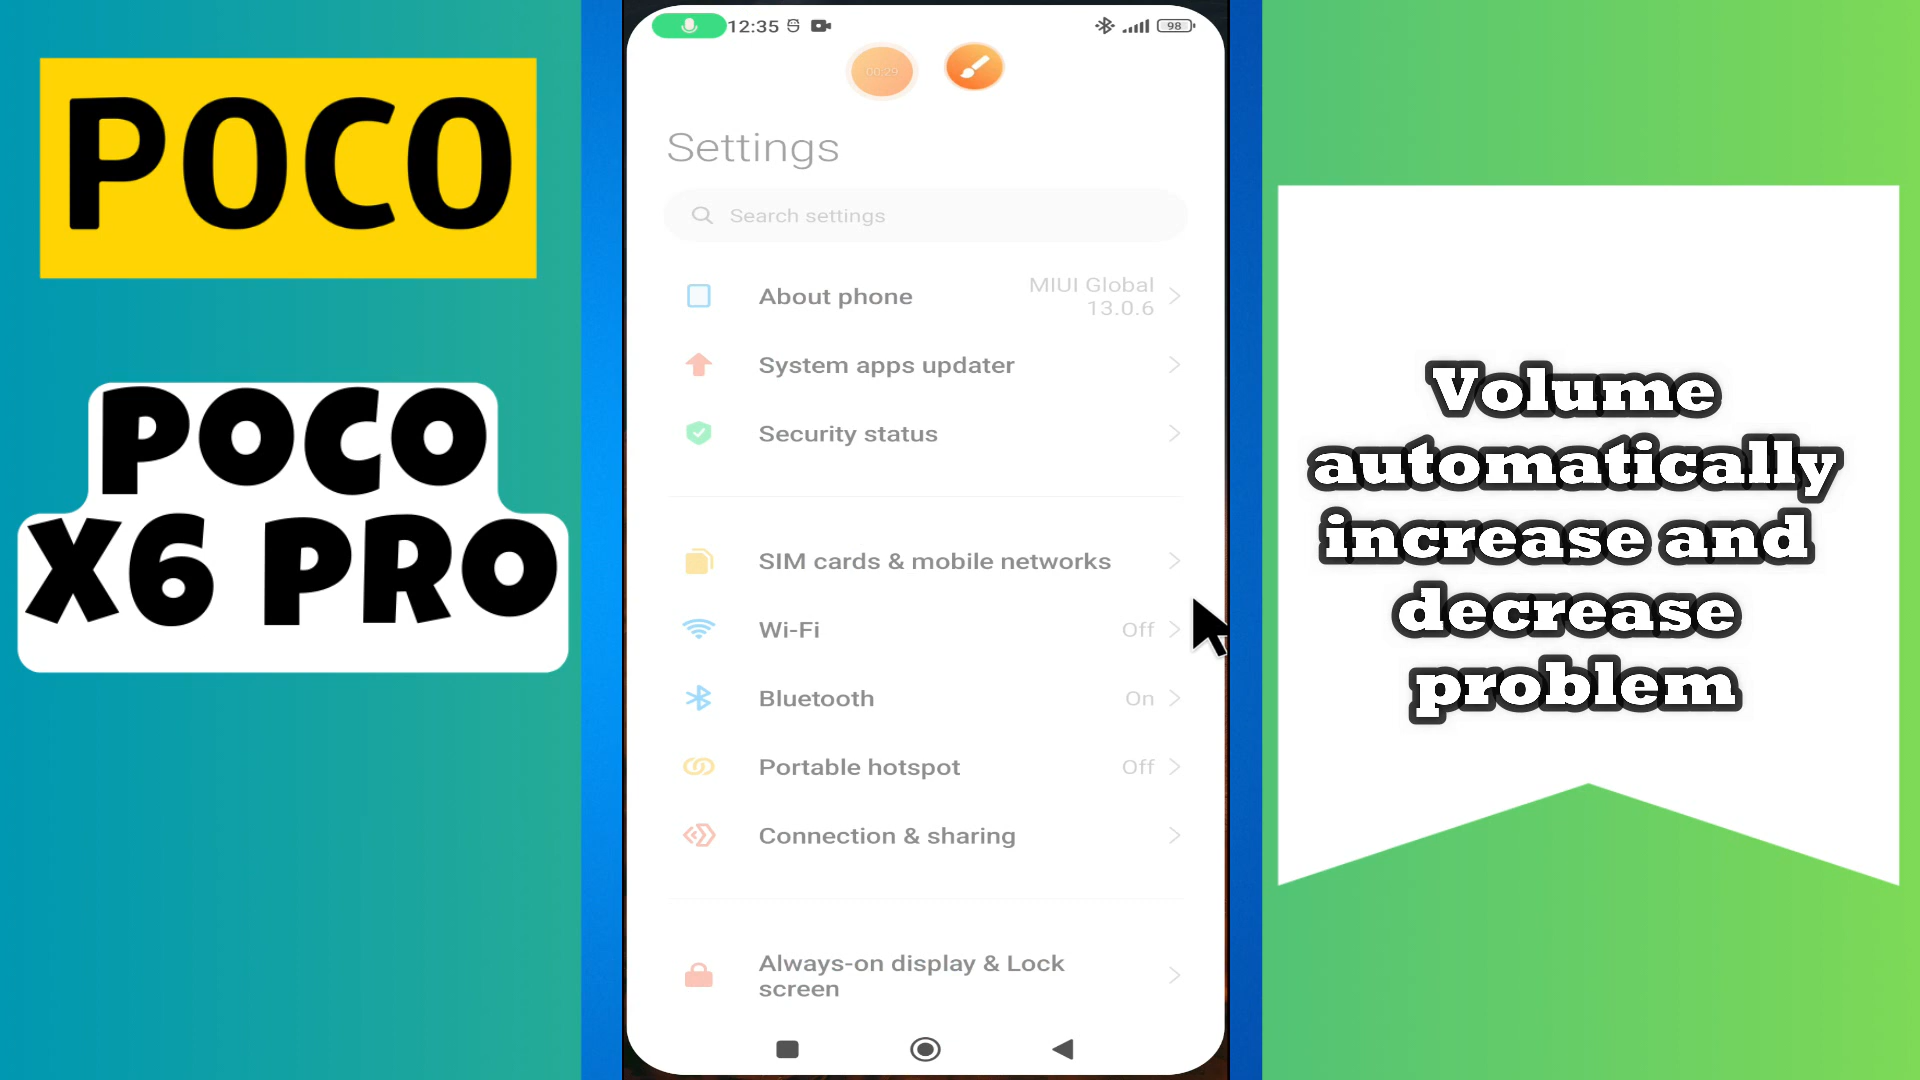 POCO
POCO
X6 PRO
12:35
98
00:29
Settings
Search settings
About phone
MIUI Global
13.0.6
System apps updater
Security status
SIM cards & mobile networks
Wi-Fi
Off
Bluetooth
On
Portable hotspot
Off
Connection & sharing
Always-on display & Lock
screen
Volume
automatically
increase and
decrease
problem